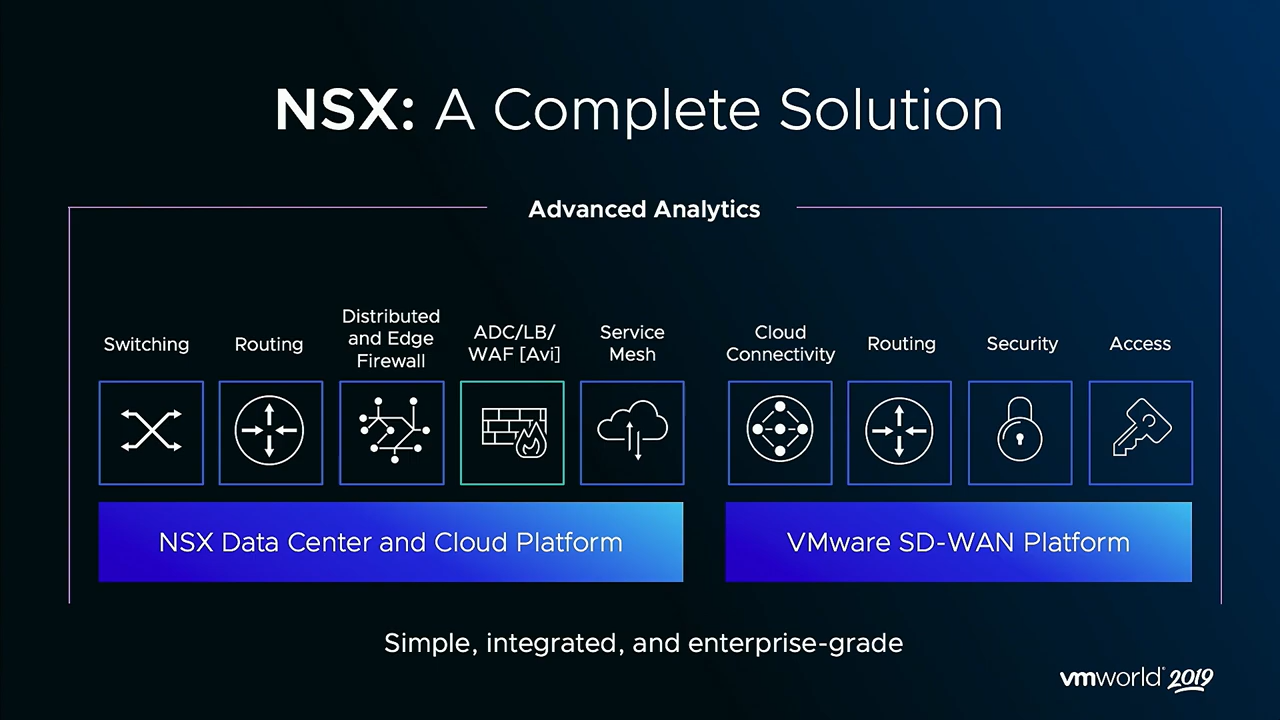 NSX: A Complete Solution
Advanced Analytics
Switching
Routing
Distributed
and Edge
Firewall
ADC/LB/
WAF [Avi]
Service
Mesh
Cloud
Connectivity
Routing
Security
Access
NSX Data Center and Cloud Platform
VMware SD-WAN Platform
Simple, integrated, and enterprise-grade
vmworld® 2019